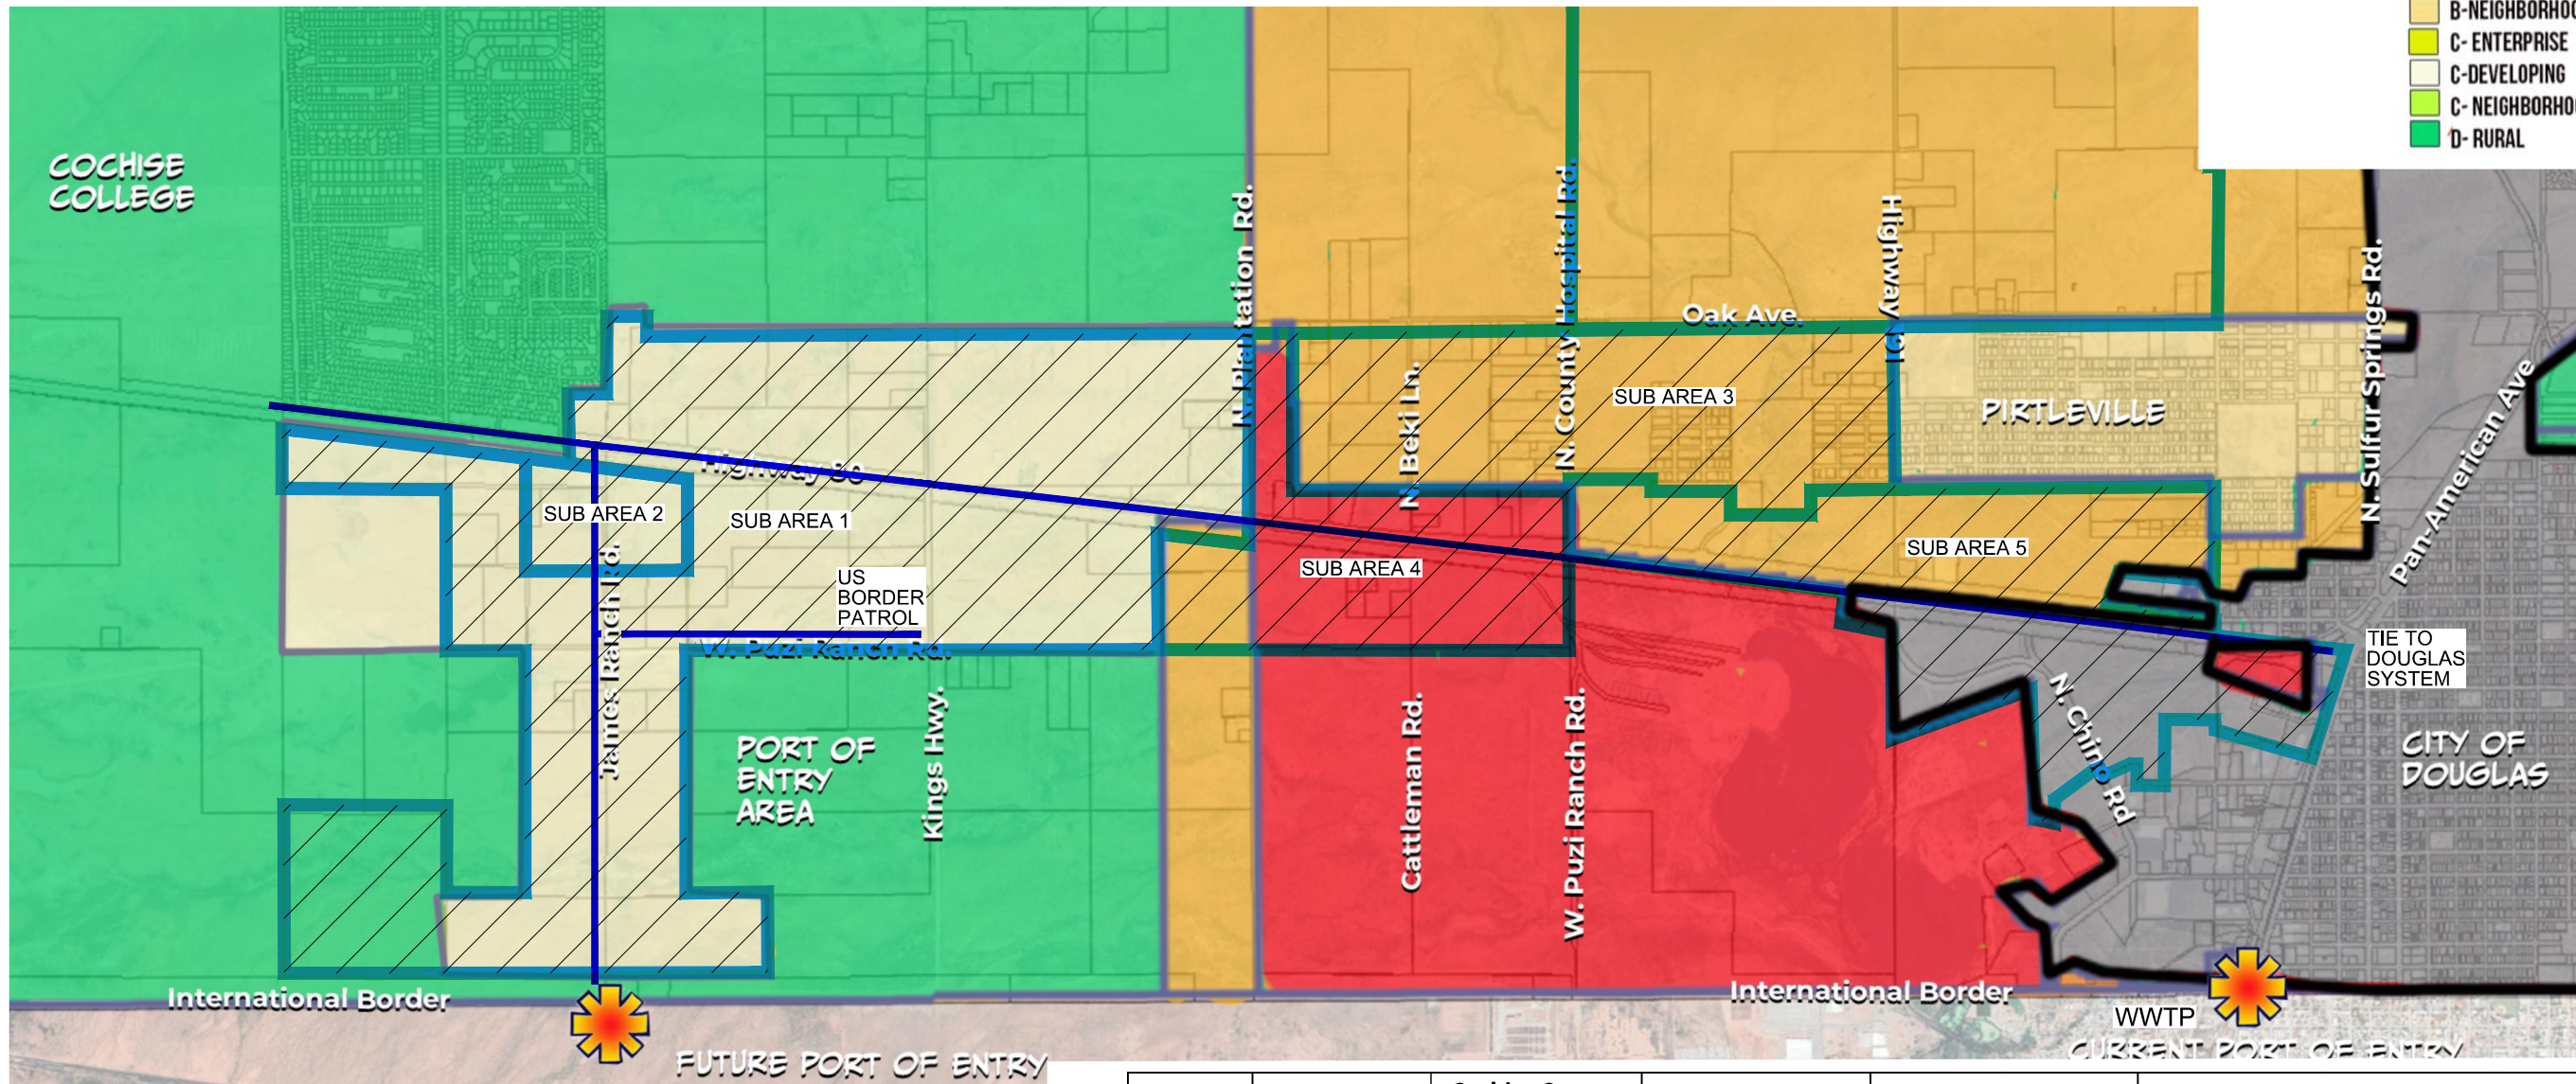 B-NEIGHBORHOO
C- ENTERPRISE
C-DEVELOPING
C- NEIGHBORHO
D- RURAL
COCHISE
COLLEGE
N. Plantation Rd.
N. County Hospital Rd.
Highway 191
N. Sulfur Springs Rd.
Oak Ave.
N. Beki Ln.
SUB AREA 3
PIRTLEVILLE
Pan-American Ave
Highway 80
SUB AREA 2
SUB AREA 1
SUB AREA 4
SUB AREA 5
US
BORDER
PATROL
James Ranch Rd.
W. Puzi Ranch Rd.
TIE TO
DOUGLAS
SYSTEM
PORT OF
ENTRY
AREA
Kings Hwy.
Cattleman Rd.
W. Puzi Ranch Rd.
N. Chino Rd
CITY OF
DOUGLAS
International Border
International Border
WWTP
FUTURE PORT OF ENTRY
CURRENT PORT OF ENTRY